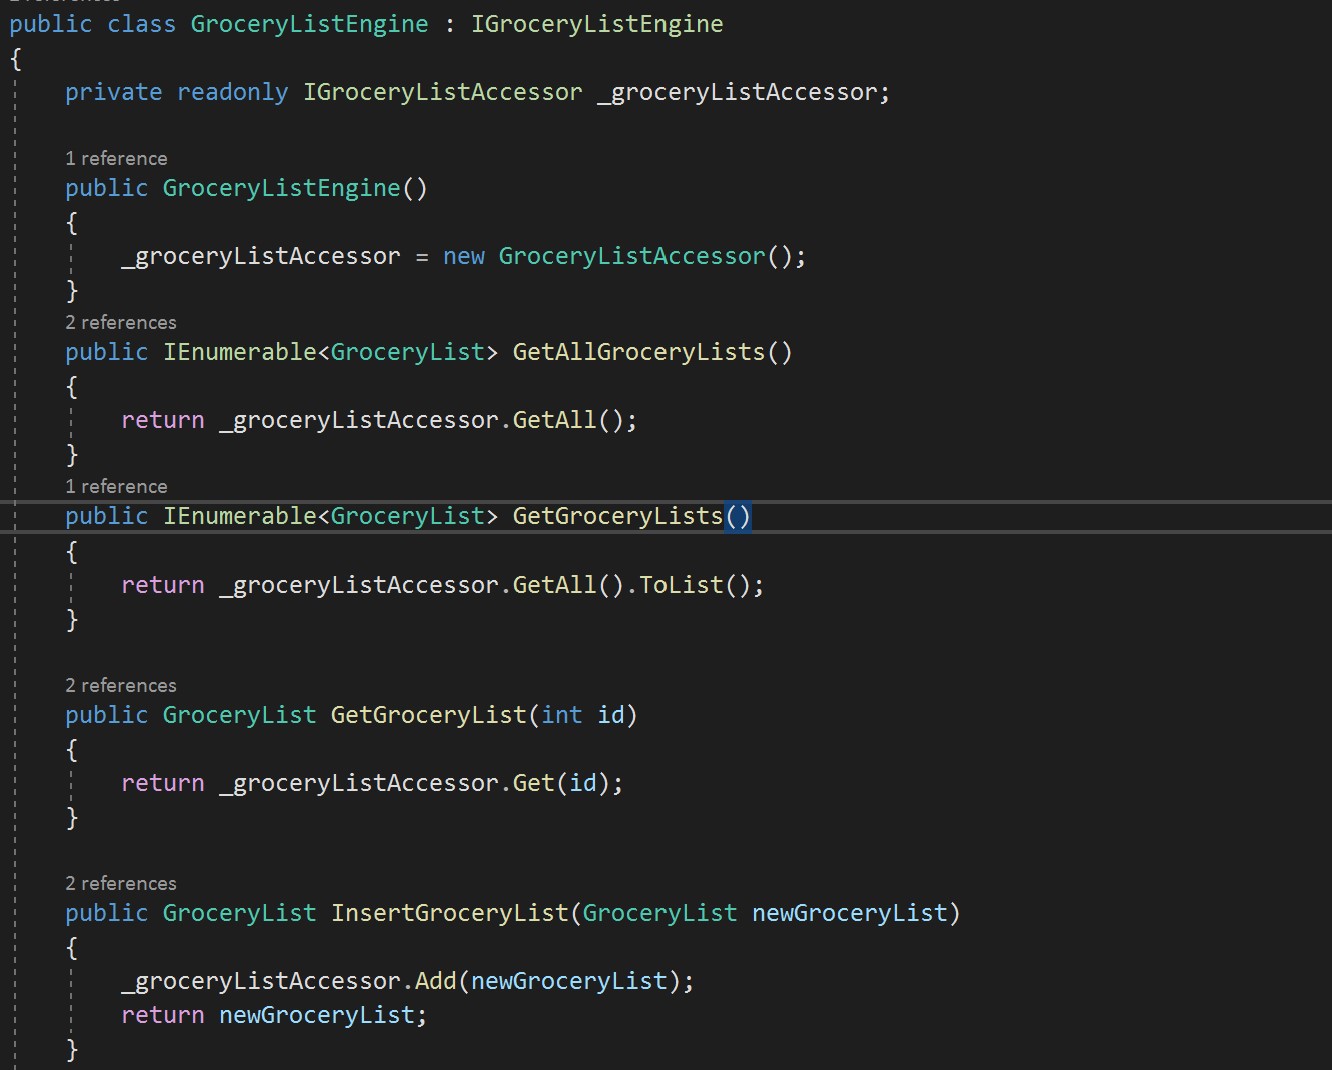 public class GroceryListEngine : IGroceryListEngine
{
    private readonly IGroceryListAccessor _groceryListAccessor;
    1 reference
    public GroceryListEngine()
    {
        _groceryListAccessor = new GroceryListAccessor();
    }
    2 references
    public IEnumerable<GroceryList> GetAllGroceryLists()
    {
        return _groceryListAccessor.GetAll();
    }
    1 reference
    public IEnumerable<GroceryList> GetGroceryLists()
    {
        return _groceryListAccessor.GetAll().ToList();
    }
    2 references
    public GroceryList GetGroceryList(int id)
    {
        return _groceryListAccessor.Get(id);
    }
    2 references
    public GroceryList InsertGroceryList(GroceryList newGroceryList)
    {
        _groceryListAccessor.Add(newGroceryList);
        return newGroceryList;
    }